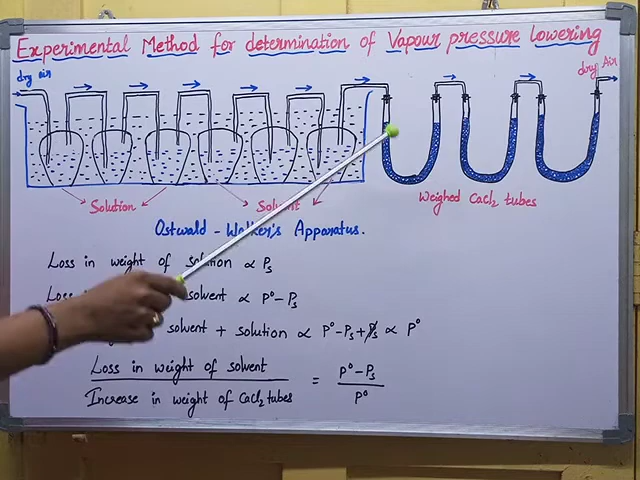 Experimental Method for determination of Vapour pressure lowering
dry air
dry Air
Solution
Solvent
Weighed CaCl2 tubes
Ostwald - Walker's Apparatus.
Loss in weight of solution ∝ Ps
Loss solvent ∝ P° - Ps
solvent + solution ∝ P° - Ps + Ps ∝ P°
Loss in weight of solvent
Increase in weight of CaCl2 tubes
= P° - Ps
P°